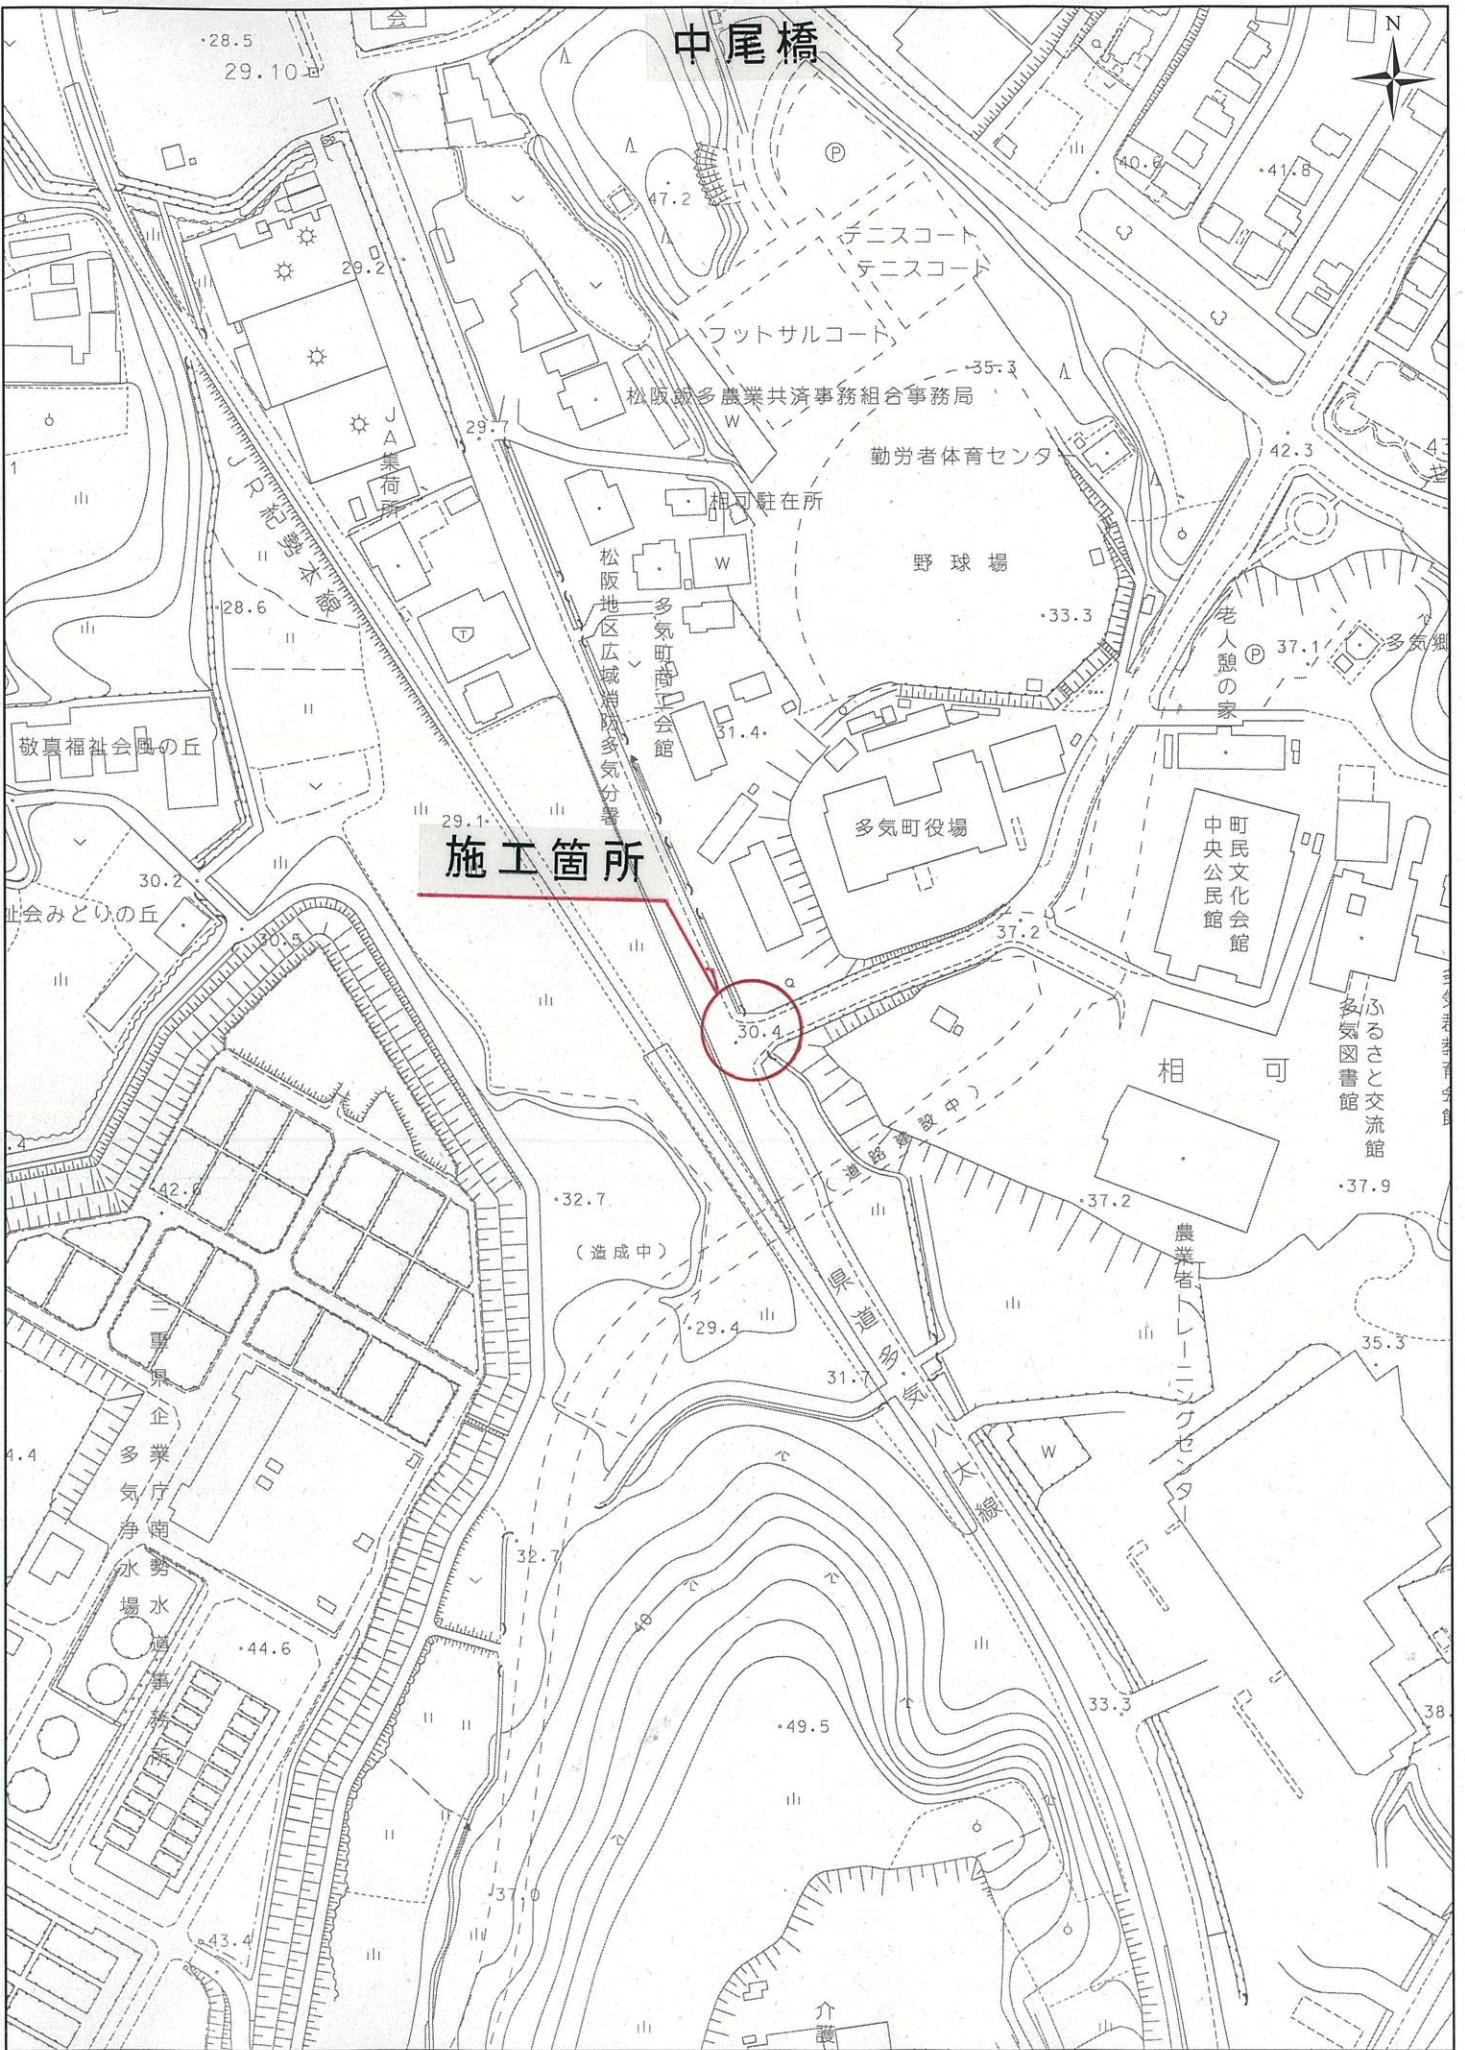 中尾橋
N
会
28.5
29.10
47.2
P
40.6
41.8
テニスコート
テニスコート
29.2
フットサルコート
35.3
松阪飯多農業共済事務組合事務局
W
JA集荷所
29.7
勤労者体育センター
42.3
43
相可駐在所
JR紀勢本線
W
野球場
松阪地区広域消防多気分署
多気町商工会館
28.6
33.3
老人憩の家
P
37.1
多気郷
T
31.4
敬真福祉会風の丘
29.1
多気町役場
町民文化会館
中央公民館
施工箇所
30.2
祉会みどりの丘
30.5
37.2
30.4
ふるさと交流館
多気図書館
相可
(道路建設中)
42.6
32.7
37.2
37.9
(造成中)
農業者トレーニングセンター
県道多気八太線
29.4
35.3
31.7
三重県企業庁南勢水道事務所
多気浄水場
4.4
W
32.7
40
44.6
33.3
38.
49.5
37.0
43.4
介護